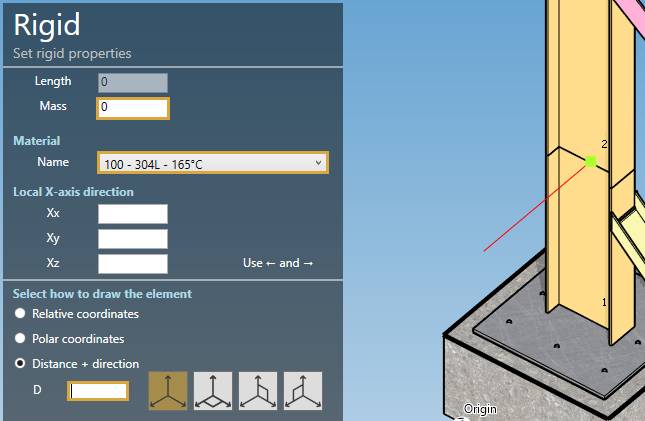 Rigid
Set rigid properties
Length 0
Mass 0
Material
Name 100 - 304L - 165°C
Local X-axis direction
Xx
Xy
Xz Use ← and →
Select how to draw the element
Relative coordinates
Polar coordinates
Distance + direction
D
2
1
Origin